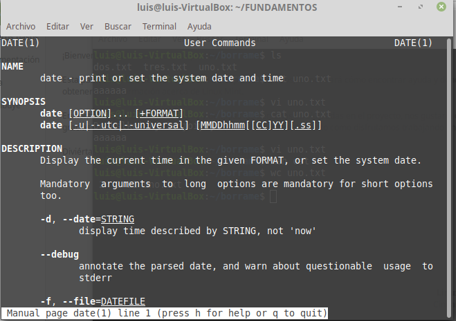 luis@luis-VirtualBox: ~/FUNDAMENTOS
Archivo Editar Ver Buscar Terminal Ayuda
DATE(1) User Commands DATE(1)
NAME
date - print or set the system date and time
SYNOPSIS
date [OPTION]... [+FORMAT]
date [-u|--utc|--universal] [MMDDhhmm[[CC]YY][.ss]]
DESCRIPTION
Display the current time in the given FORMAT, or set the system date.
Mandatory arguments to long options are mandatory for short options
too.
-d, --date=STRING
display time described by STRING, not 'now'
--debug
annotate the parsed date, and warn about questionable usage to
stderr
-f, --file=DATEFILE
Manual page date(1) line 1 (press h for help or q to quit)